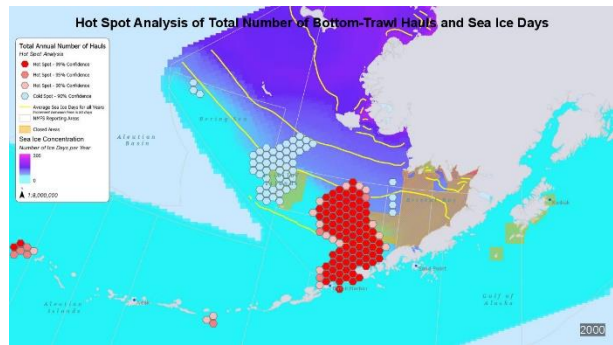 Hot Spot Analysis of Total Number of Bottom-Trawl Hauls and Sea Ice Days
Total Annual Number of Hauls
Hot Spot Analysis
Hot Spot - 99% Confidence
Hot Spot - 95% Confidence
Hot Spot - 90% Confidence
Cold Spot - 90% Confidence
Average Sea Ice Days for all Years
NMFS Reporting Areas
Closed Areas
Sea Ice Concentration
Number of Ice Days per Year
0
1:8,000,000
Aleutian
Basin
Bering Sea
Aleutian
Islands
Gulf of
Alaska
2000